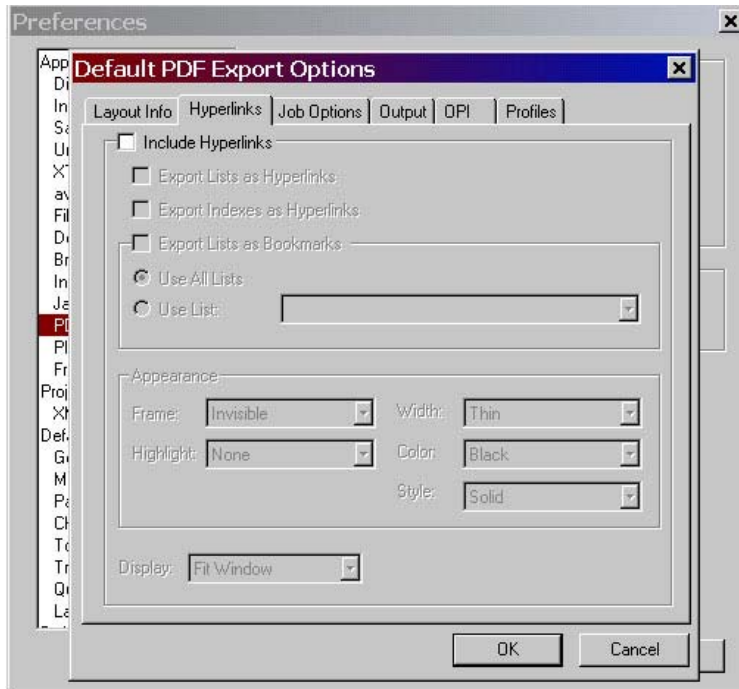 Preferences
Default PDF Export Options
Layout Info Hyperlinks Job Options Output OPI Profiles
Include Hyperlinks
Export Lists as Hyperlinks
Export Indexes as Hyperlinks
Export Lists as Bookmarks
Use All Lists
Use List:
Appearance
Frame: Invisible Width: Thin
Highlight: None Color: Black
Style: Solid
Display: Fit Window
OK Cancel